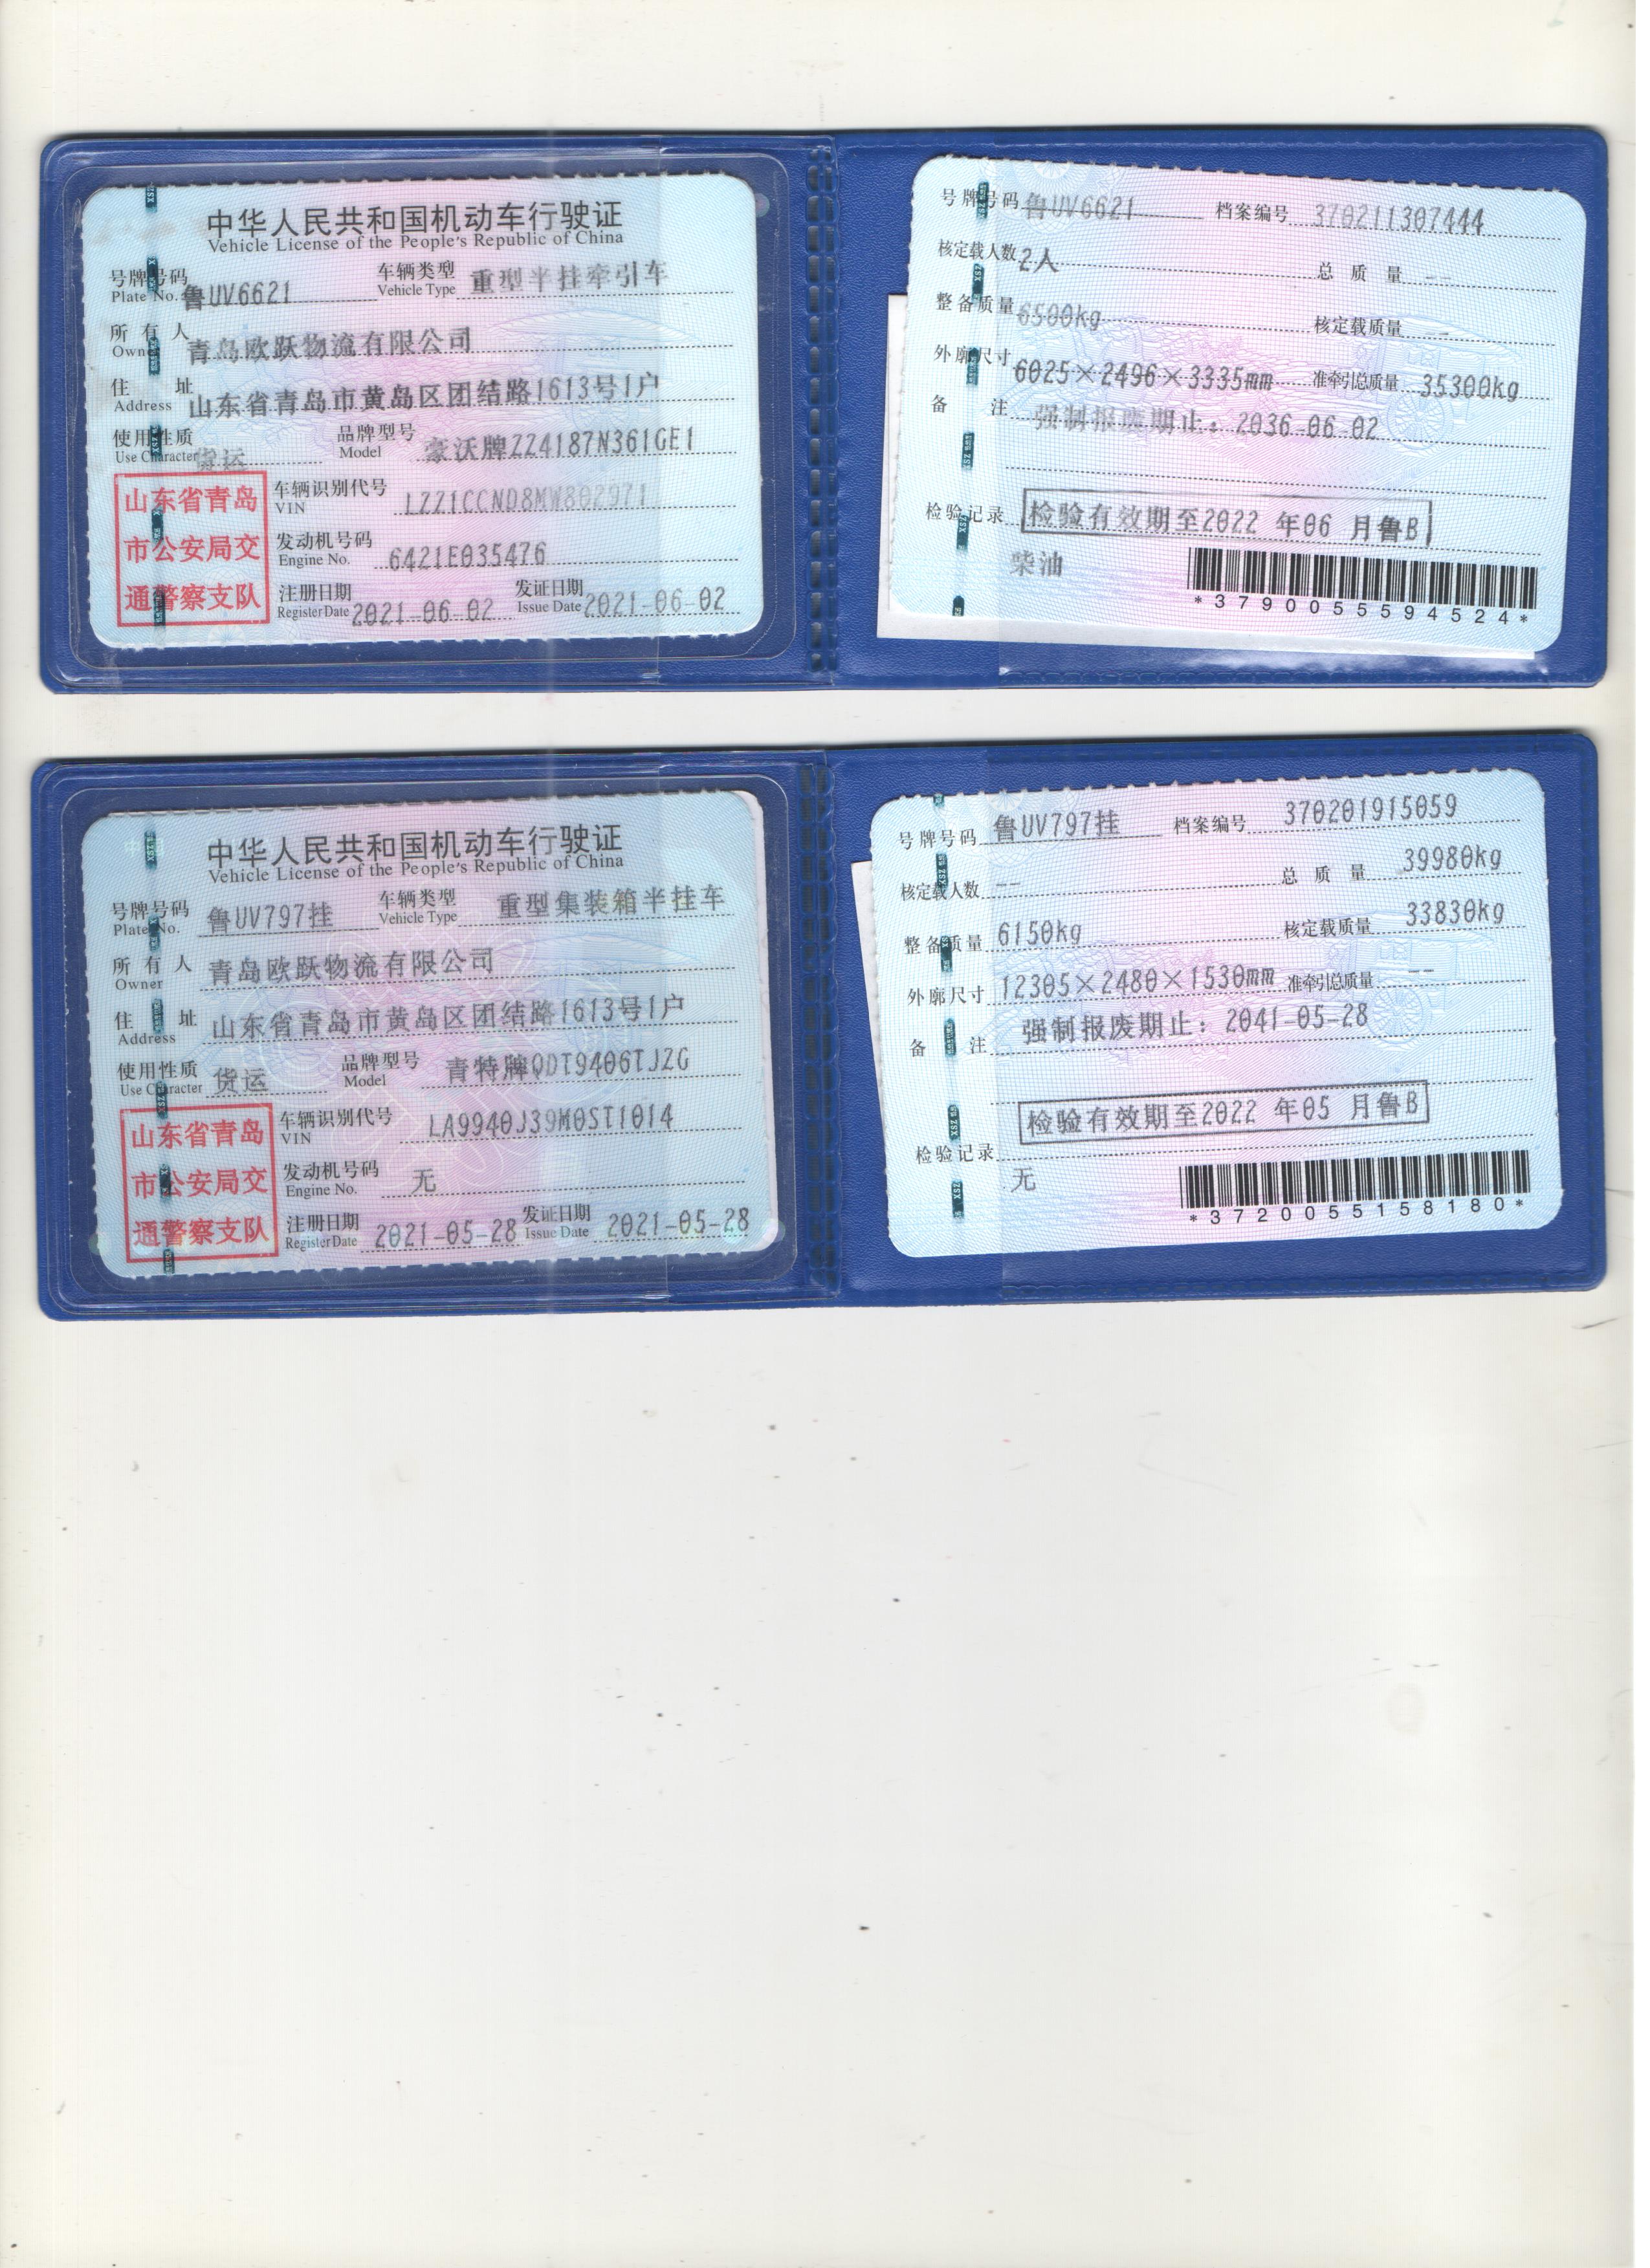 中华人民共和国机动车行驶证
Vehicle License of the People's Republic of China
号牌号码 Plate No. 鲁UV6621 车辆类型 Vehicle Type 重型半挂牵引车
所有人 Owner 青岛欧跃物流有限公司
住址 Address 山东省青岛市黄岛区团结路1613号1户
使用性质 Use Character 货运 品牌型号 Model 豪沃牌ZZ4187N361GE1
山东省青岛市公安局交通警察支队
车辆识别代号 VIN LZZ1CCND8MW802971
发动机号码 Engine No. 6421E035476
注册日期 Register Date 2021-06-02 发证日期 Issue Date 2021-06-02
号牌号码 鲁UV6621 档案编号 370211307444
核定载人数 2人 总质量 --
整备质量 6500kg 核定载质量 --
外廓尺寸 6025×2496×3335mm 准牵引总质量 35300kg
备注 强制报废期止：2036-06-02
检验记录 检验有效期至2022 年06 月鲁B
柴油
*3790055594524*
中华人民共和国机动车行驶证
Vehicle License of the People's Republic of China
号牌号码 Plate No. 鲁UV797挂 车辆类型 Vehicle Type 重型集装箱半挂车
所有人 Owner 青岛欧跃物流有限公司
住址 Address 山东省青岛市黄岛区团结路1613号1户
使用性质 Use Character 货运 品牌型号 Model 青特牌QDT9406TJZG
山东省青岛市公安局交通警察支队
车辆识别代号 VIN LA9940J39M0ST1014
发动机号码 Engine No. 无
注册日期 Register Date 2021-05-28 发证日期 Issue Date 2021-05-28
号牌号码 鲁UV797挂 档案编号 370201915059
核定载人数 -- 总质量 39980kg
整备质量 6150kg 核定载质量 33830kg
外廓尺寸 12305×2480×1530mm 准牵引总质量 --
备注 强制报废期止：2041-05-28
检验有效期至2022 年05 月鲁B
检验记录
无
*3720055158180*